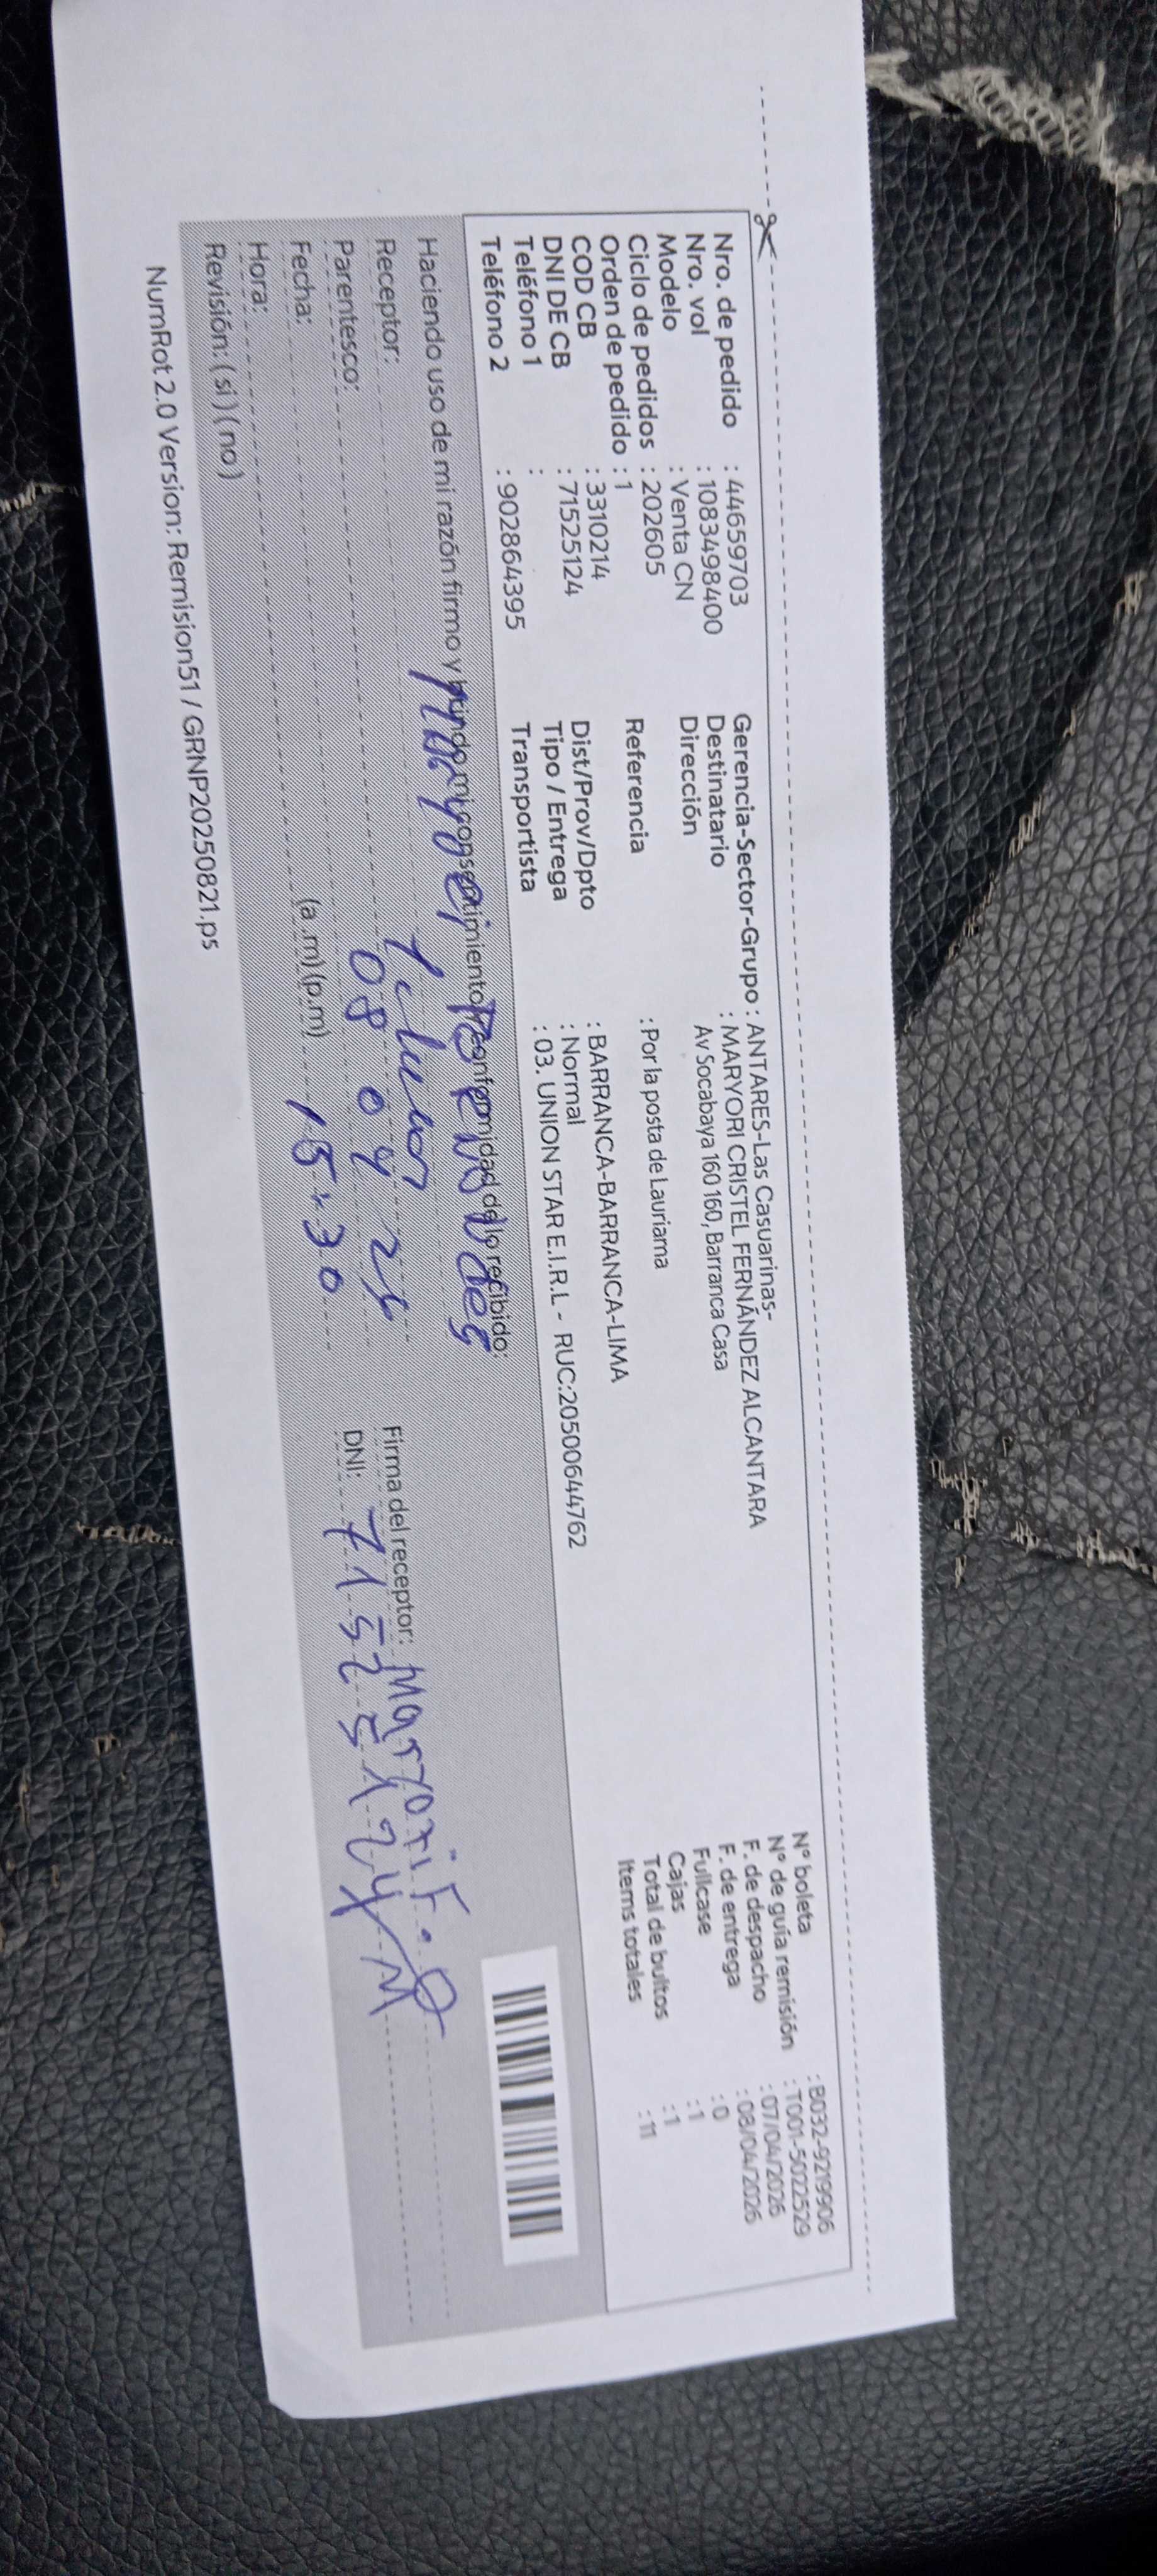 Nro. de pedido : 44659703
Nro. vol : 1083498400
Modelo : Venta CN
Ciclo de pedidos : 202605
Orden de pedido : 1
COD CB : 3310214
DNI DE CB : 71525124
Teléfono 1 :
Teléfono 2 : 902864395
Gerencia-Sector-Grupo : ANTARES-Las Casuarinas-
Destinatario : MARYORI CRISTEL FERNÁNDEZ ALCANTARA
Dirección Av Socabaya 160 160, Barranca Casa
Referencia : Por la posta de Lauriama
Dist/Prov/Dpto : BARRANCA-BARRANCA-LIMA
Tipo / Entrega : Normal
Transportista : 03. UNION STAR E.I.R.L - RUC:20500644762
N° boleta : B032-9219906
N° de guía remisión : T001-5022529
F. de despacho : 07/04/2026
F. de entrega : 08/04/2026
Fullcase : 0
Cajas : 1
Total de bultos : 1
Items totales : 11
Haciendo uso de mi razón firmo y brindo mi consentimiento y conformidad de lo recibido:
Receptor:
Parentesco:
Fecha: 08 04 26
Hora: (a.m) (p.m) 15:30
Revisión: ( si ) ( no )
Firma del receptor: Maryori F.
DNI: 71525124
NumRot 2.0 Version: Remision51 / GRNP20250821.ps